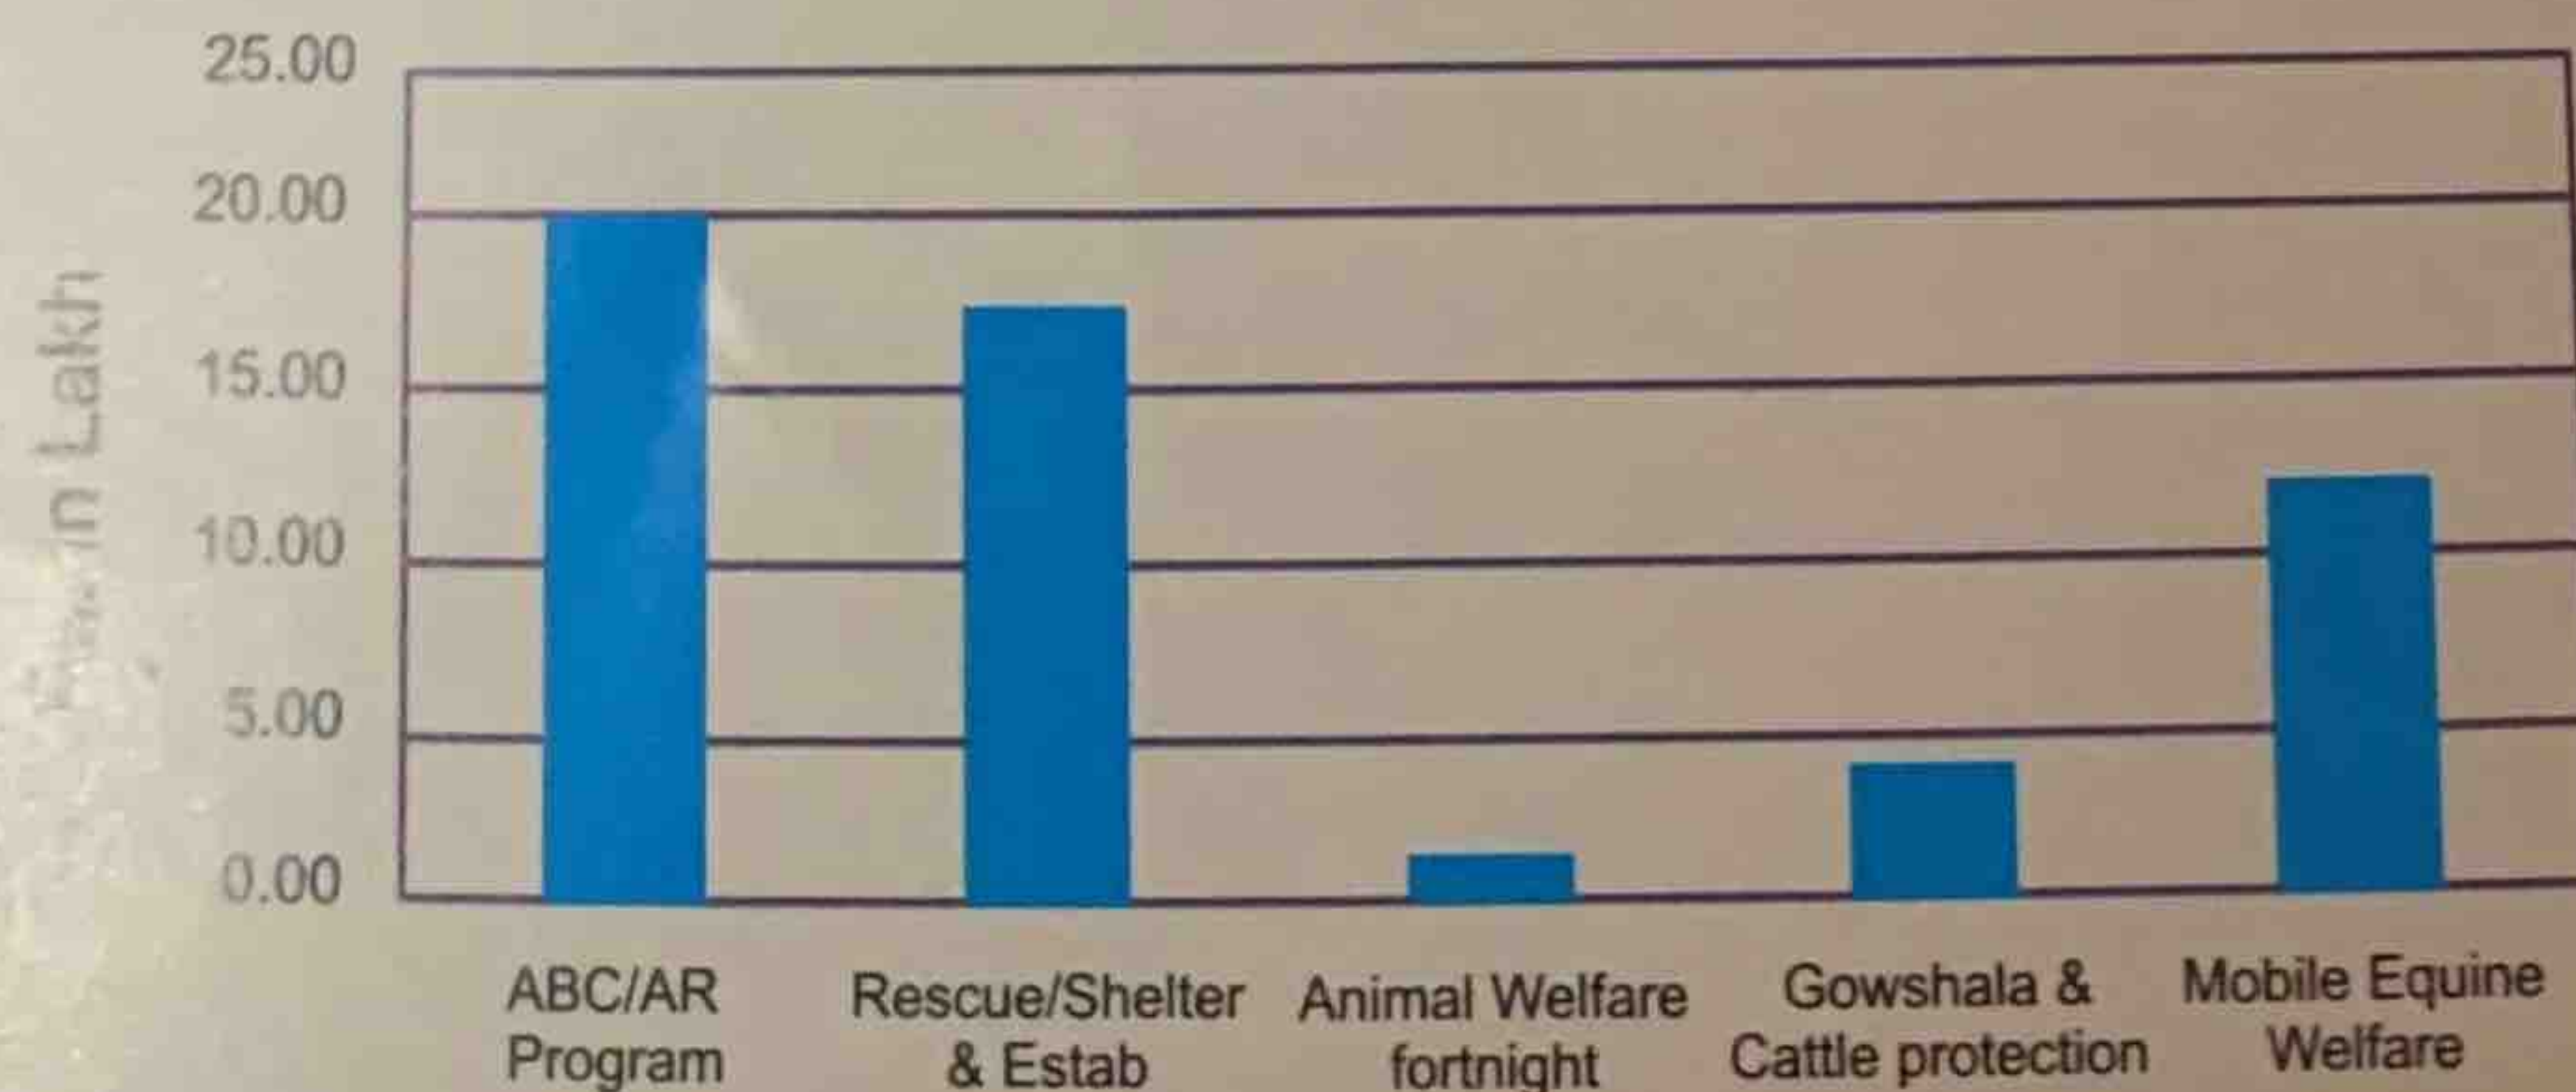 25.00
20.00
15.00
10.00
5.00
0.00
in Lakh
ABC/AR
Program
Rescue/Shelter
& Estab
Animal Welfare
fortnight
Gowshala &
Cattle protection
Mobile Equine
Welfare